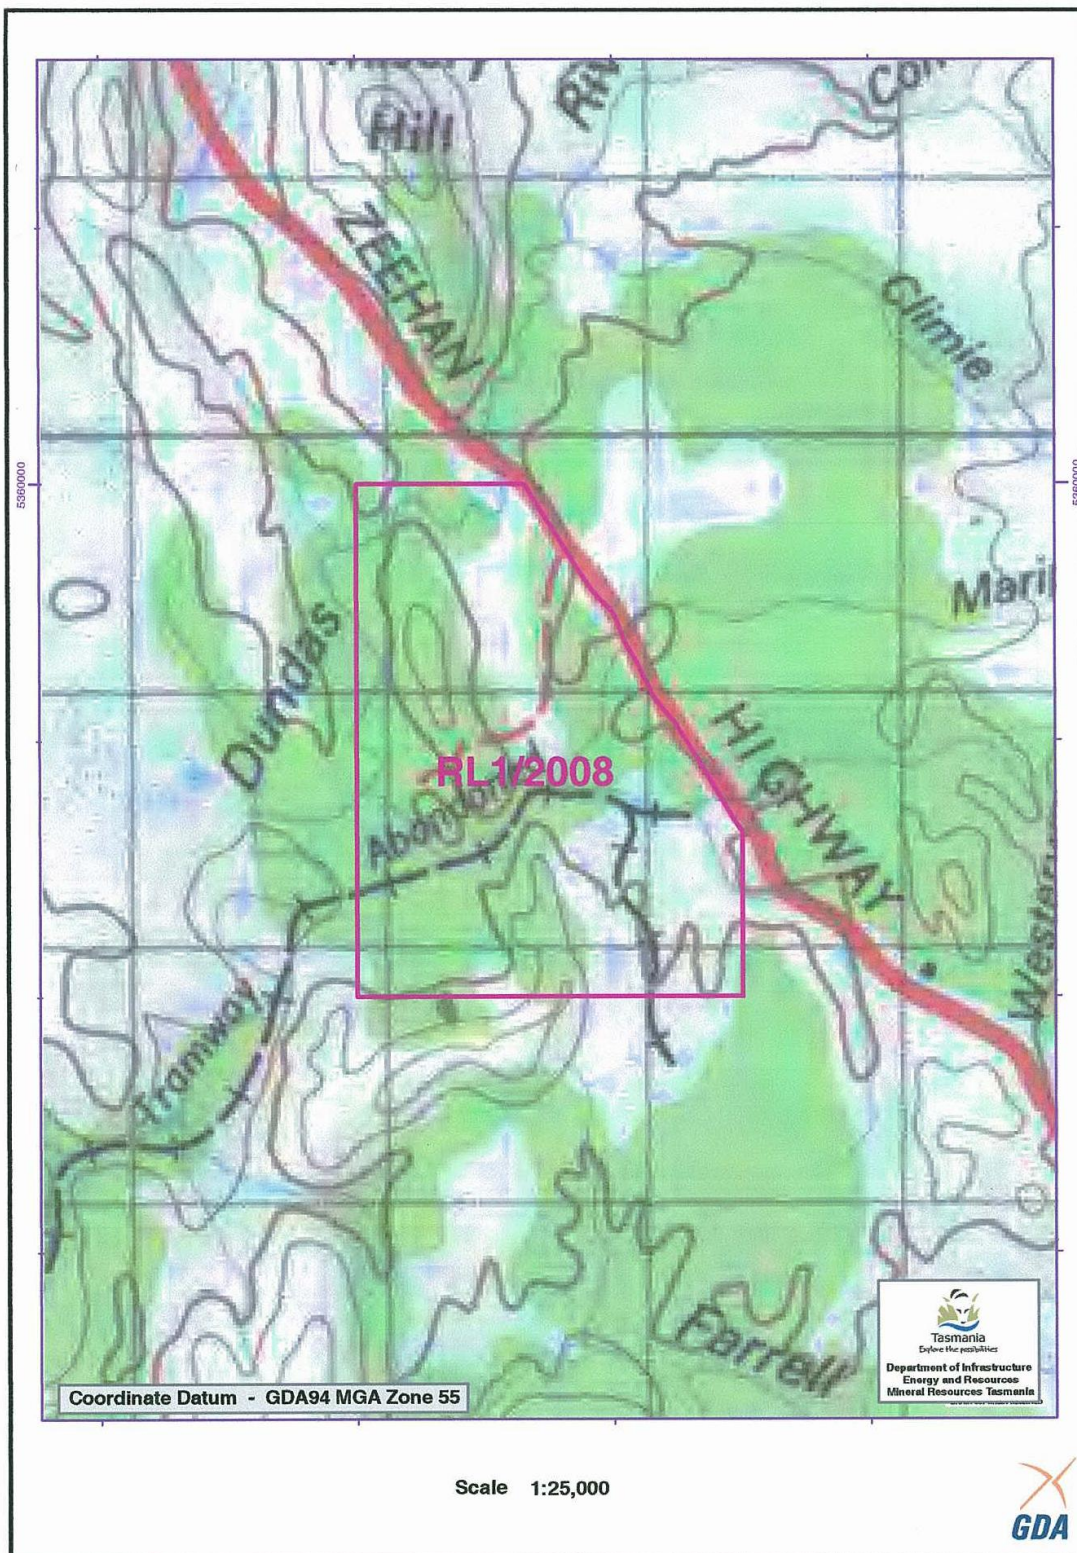 Hill
ZEEHAN
Climie
5360000
5360000
Dundas
HIGHWAY
RL1/2008
Tramway
Farrell
Tasmania
Explore the possibilities
Department of Infrastructure
Energy and Resources
Mineral Resources Tasmania
Coordinate Datum - GDA94 MGA Zone 55
Scale 1:25,000
GDA